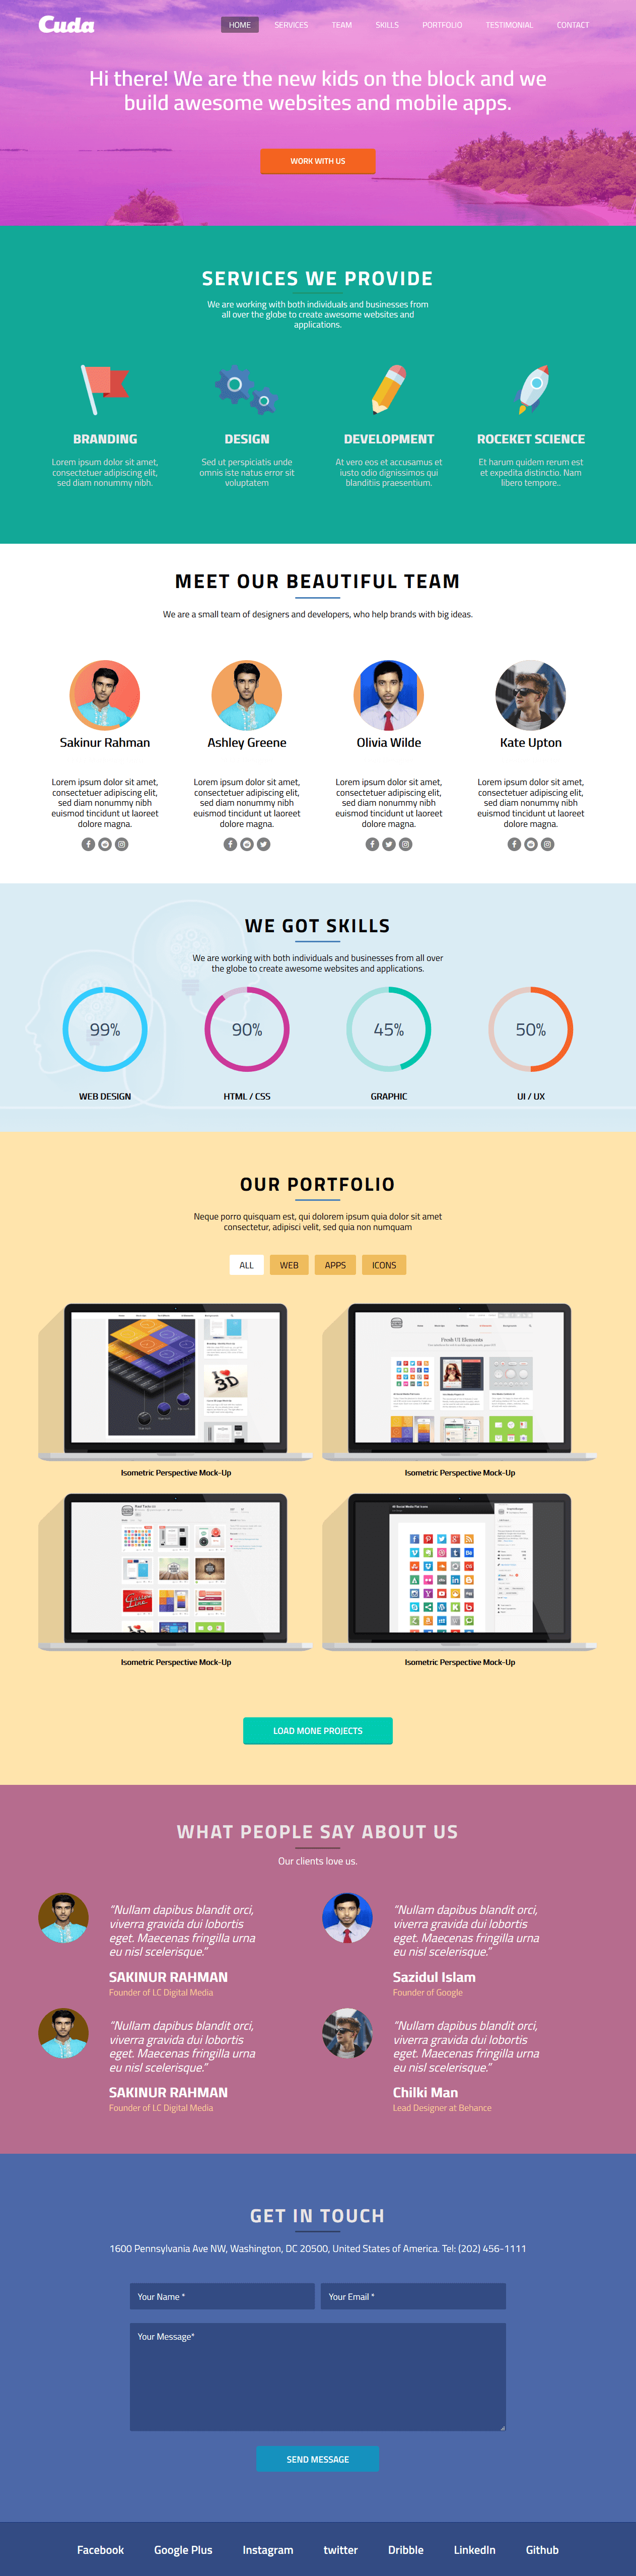 Cuda
HOME SERVICES TEAM SKILLS PORTFOLIO TESTIMONIAL CONTACT
Hi there! We are the new kids on the block and we
build awesome websites and mobile apps.
WORK WITH US
SERVICES WE PROVIDE
We are working with both individuals and businesses from
all over the globe to create awesome websites and
applications.
BRANDING
Lorem ipsum dolor sit amet,
consectetuer adipiscing elit,
sed diam nonummy nibh.
DESIGN
Sed ut perspiciatis unde
omnis iste natus error sit
voluptatem
DEVELOPMENT
At vero eos et accusamus et
iusto odio dignissimos qui
blanditiis praesentium.
ROCEKET SCIENCE
Et harum quidem rerum est
et expedita distinctio. Nam
libero tempore..
MEET OUR BEAUTIFUL TEAM
We are a small team of designers and developers, who help brands with big ideas.
Sakinur Rahman
Lorem ipsum dolor sit amet,
consectetuer adipiscing elit,
sed diam nonummy nibh
euismod tincidunt ut laoreet
dolore magna.
Ashley Greene
Lorem ipsum dolor sit amet,
consectetuer adipiscing elit,
sed diam nonummy nibh
euismod tincidunt ut laoreet
dolore magna.
Olivia Wilde
Lorem ipsum dolor sit amet,
consectetuer adipiscing elit,
sed diam nonummy nibh
euismod tincidunt ut laoreet
dolore magna.
Kate Upton
Lorem ipsum dolor sit amet,
consectetuer adipiscing elit,
sed diam nonummy nibh
euismod tincidunt ut laoreet
dolore magna.
WE GOT SKILLS
We are working with both individuals and businesses from all over
the globe to create awesome websites and applications.
99%
WEB DESIGN
90%
HTML / CSS
45%
GRAPHIC
50%
UI / UX
OUR PORTFOLIO
Neque porro quisquam est, qui dolorem ipsum quia dolor sit amet
consectetur, adipisci velit, sed quia non numquam
ALL WEB APPS ICONS
I
3D
Isometric Perspective Mock-Up
Fresh UI Elements
Isometric Perspective Mock-Up
Isometric Perspective Mock-Up
Isometric Perspective Mock-Up
LOAD MONE PROJECTS
WHAT PEOPLE SAY ABOUT US
Our clients love us.
“Nullam dapibus blandit orci,
viverra gravida dui lobortis
eget. Maecenas fringilla urna
eu nisl scelerisque.”
SAKINUR RAHMAN
Founder of LC Digital Media
“Nullam dapibus blandit orci,
viverra gravida dui lobortis
eget. Maecenas fringilla urna
eu nisl scelerisque.”
Sazidul Islam
Founder of Google
“Nullam dapibus blandit orci,
viverra gravida dui lobortis
eget. Maecenas fringilla urna
eu nisl scelerisque.”
SAKINUR RAHMAN
Founder of LC Digital Media
“Nullam dapibus blandit orci,
viverra gravida dui lobortis
eget. Maecenas fringilla urna
eu nisl scelerisque.”
Chilki Man
Lead Designer at Behance
GET IN TOUCH
1600 Pennsylvania Ave NW, Washington, DC 20500, United States of America. Tel: (202) 456-1111
Your Name *
Your Email *
Your Message*
SEND MESSAGE
Facebook Google Plus Instagram twitter Dribble LinkedIn Github